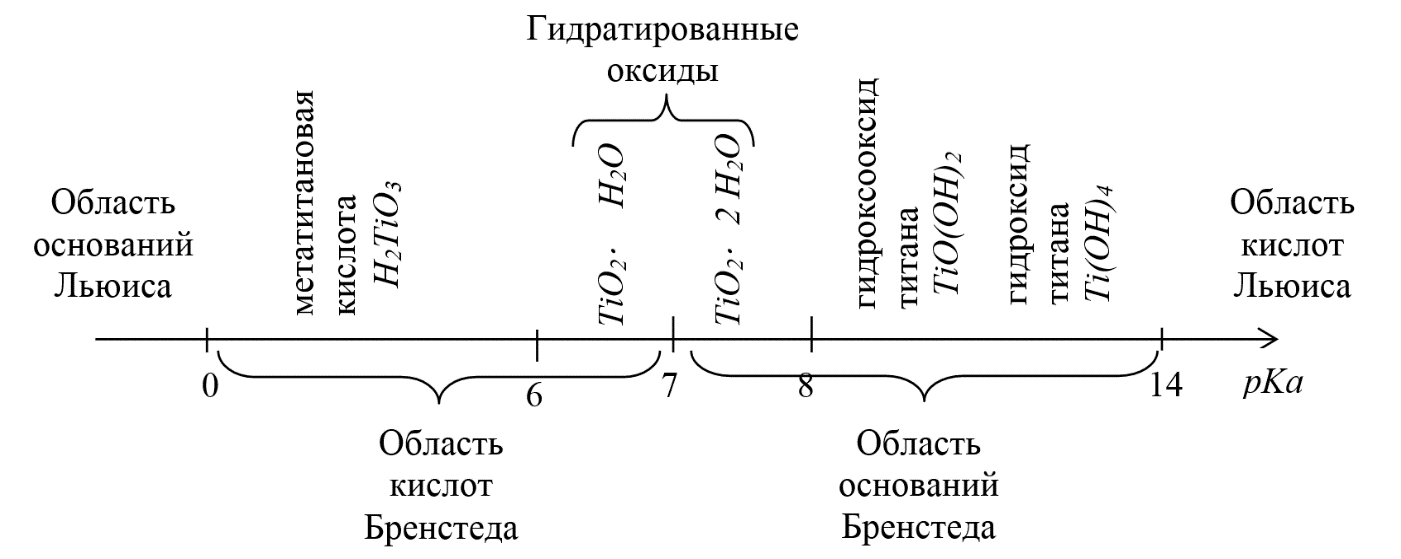 Гидратированные
оксиды
Область
оснований
Льюиса
метатитановая
кислота
H₂TiO₃
TiO₂· H₂O
TiO₂· 2 H₂O
гидроксооксид
титана
TiO(OH)₂
гидроксид
титана
Ti(OH)₄
Область
кислот
Льюиса
0
6
7
8
14
pKa
Область
кислот
Бренстеда
Область
оснований
Бренстеда